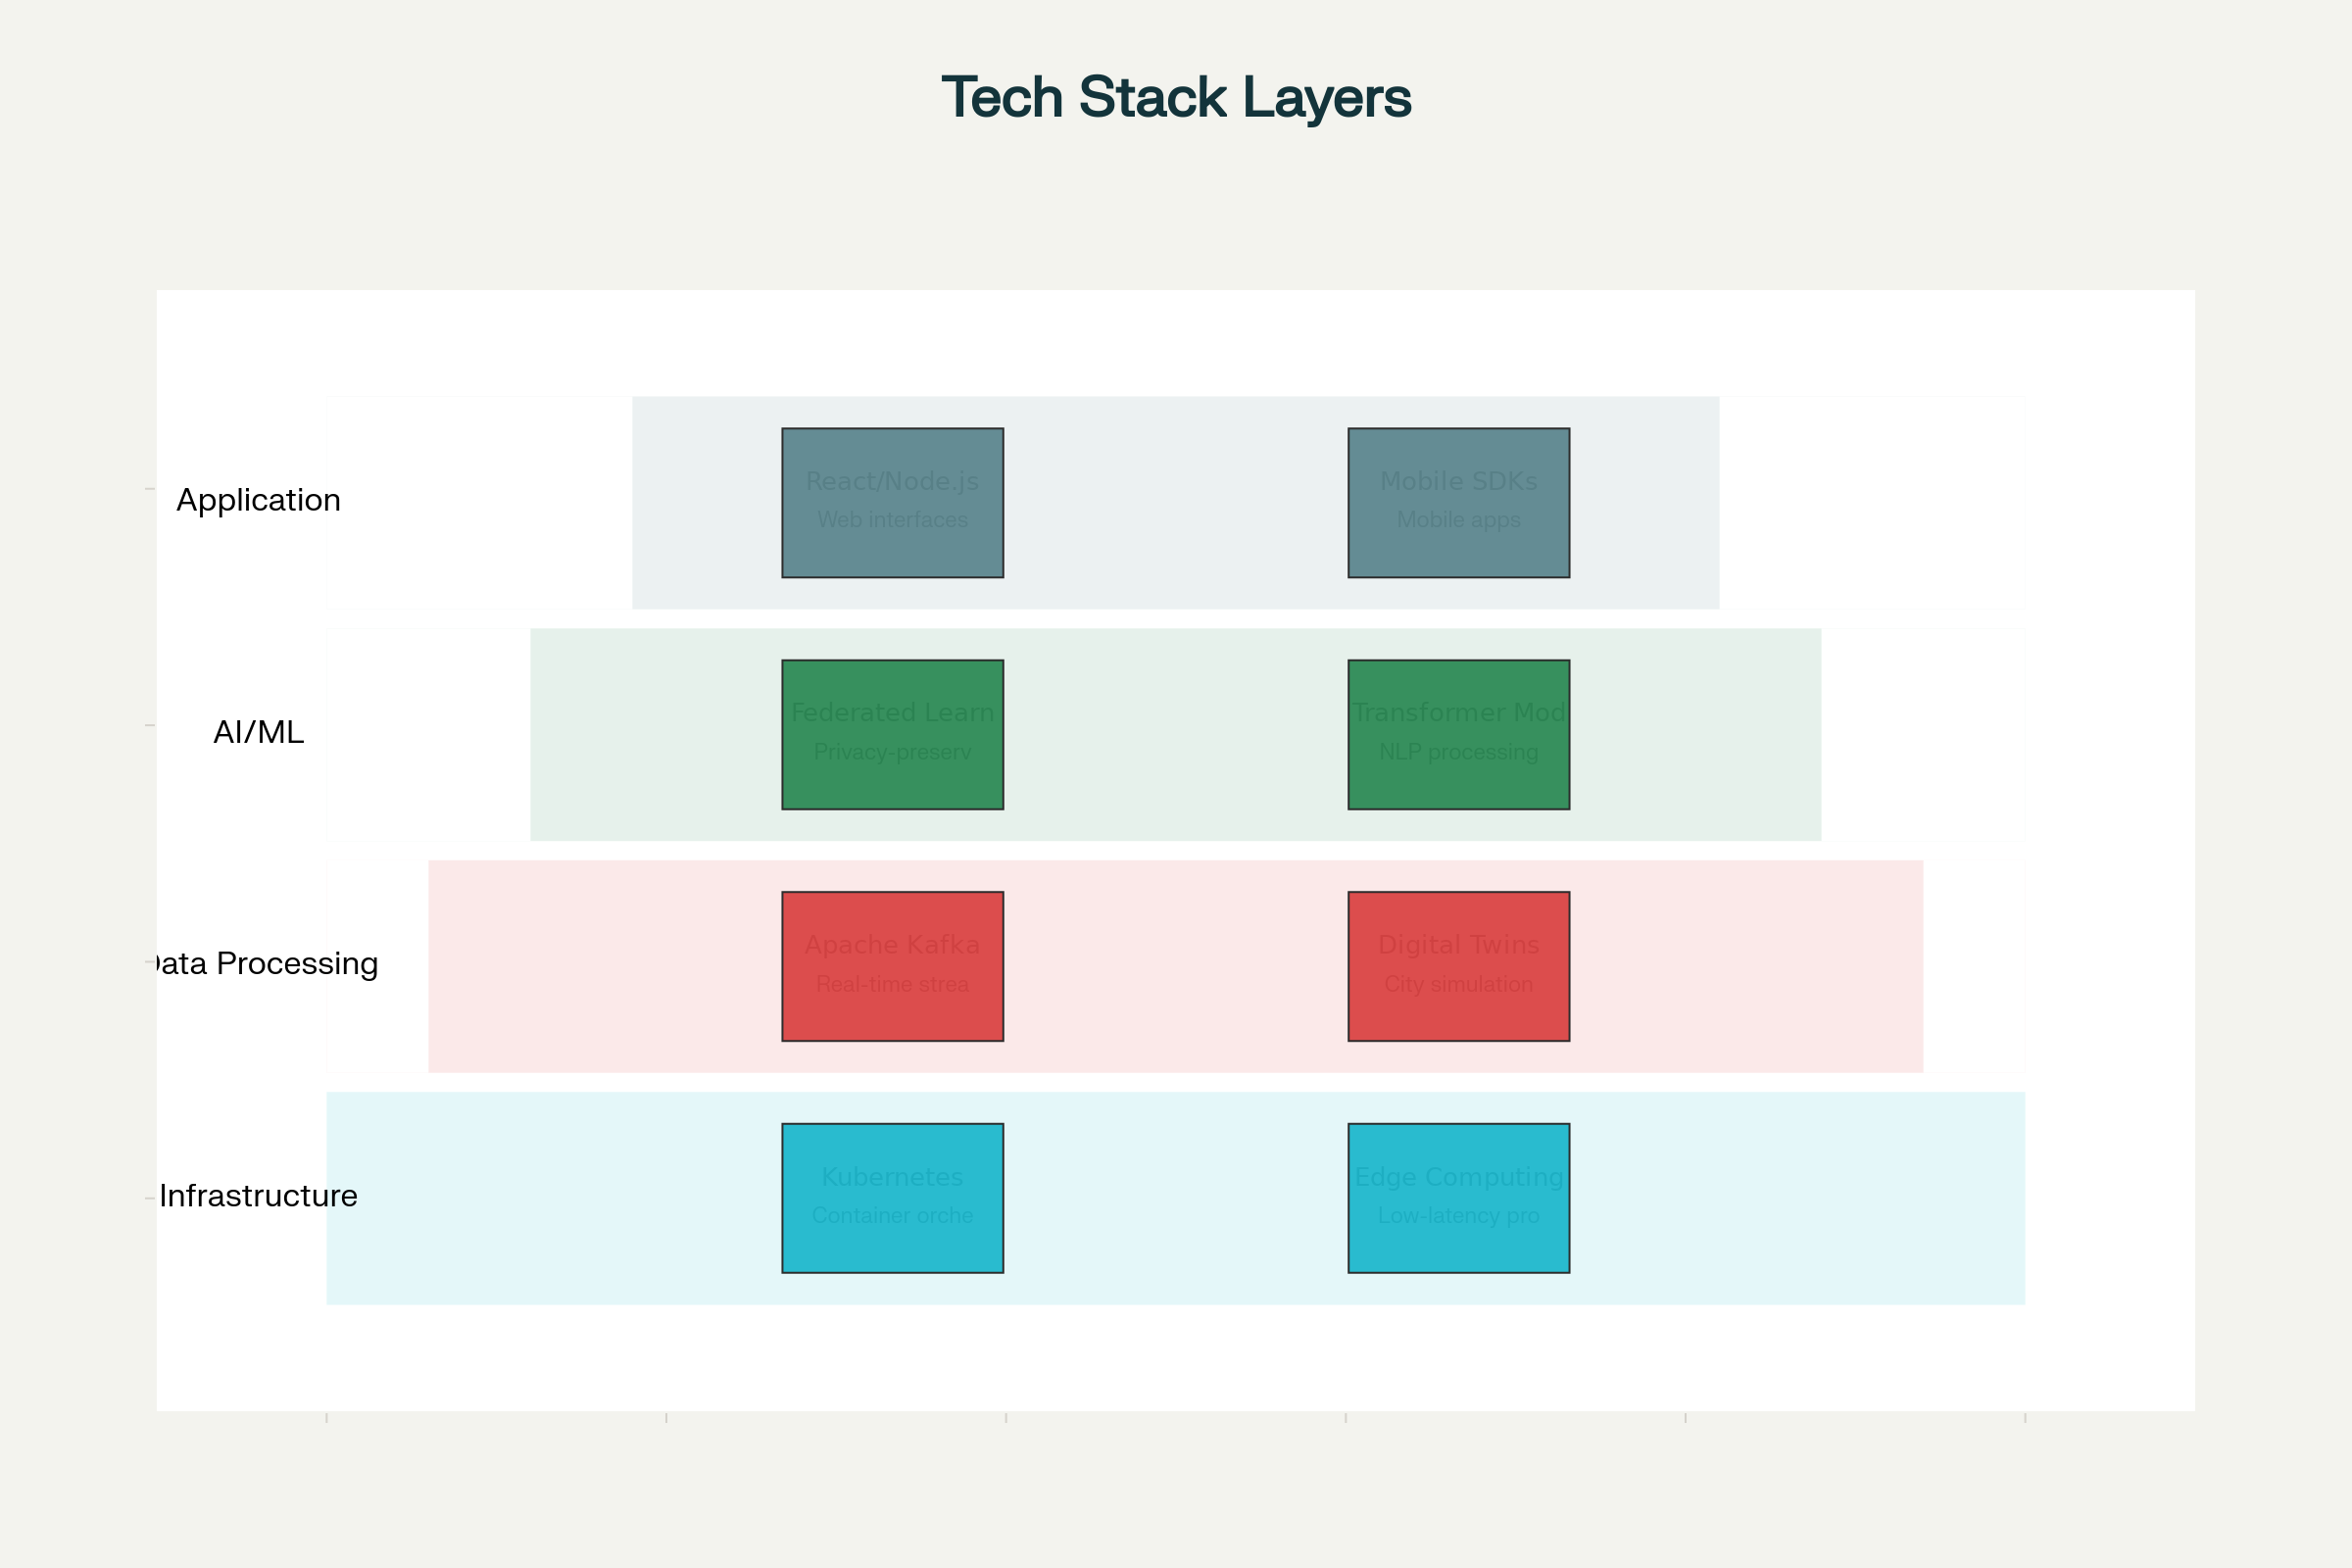 Tech Stack Layers
Application
React/Node.js
Web interfaces
Mobile SDKs
Mobile apps
AI/ML
Federated Learn
Privacy-preserv
Transformer Mod
NLP processing
ata Processing
Apache Kafka
Real-time strea
Digital Twins
City simulation
Infrastructure
Kubernetes
Container orche
Edge Computing
Low-latency pro